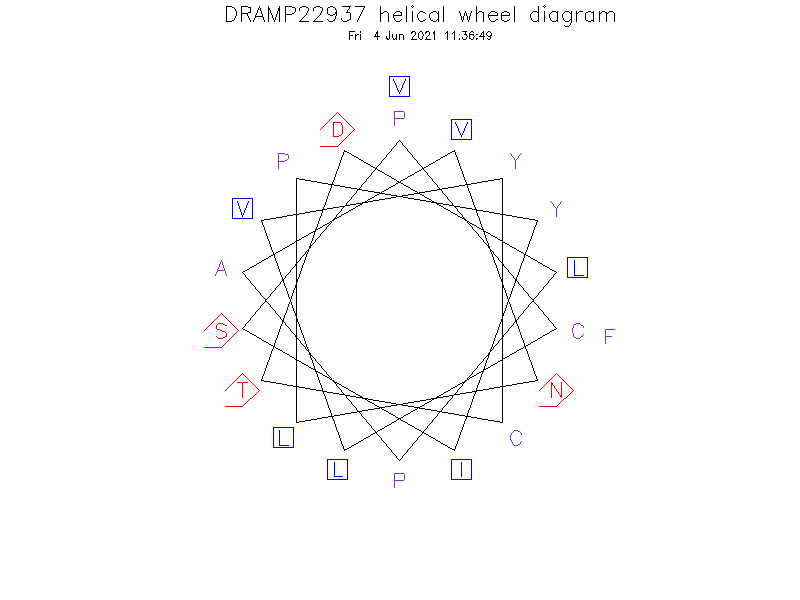 DRAMP22937 helical wheel diagram
Fri 4 Jun 2021 11:36:49
V
D P V
P Y
V Y
A L
S C F
T N
L C
L P I